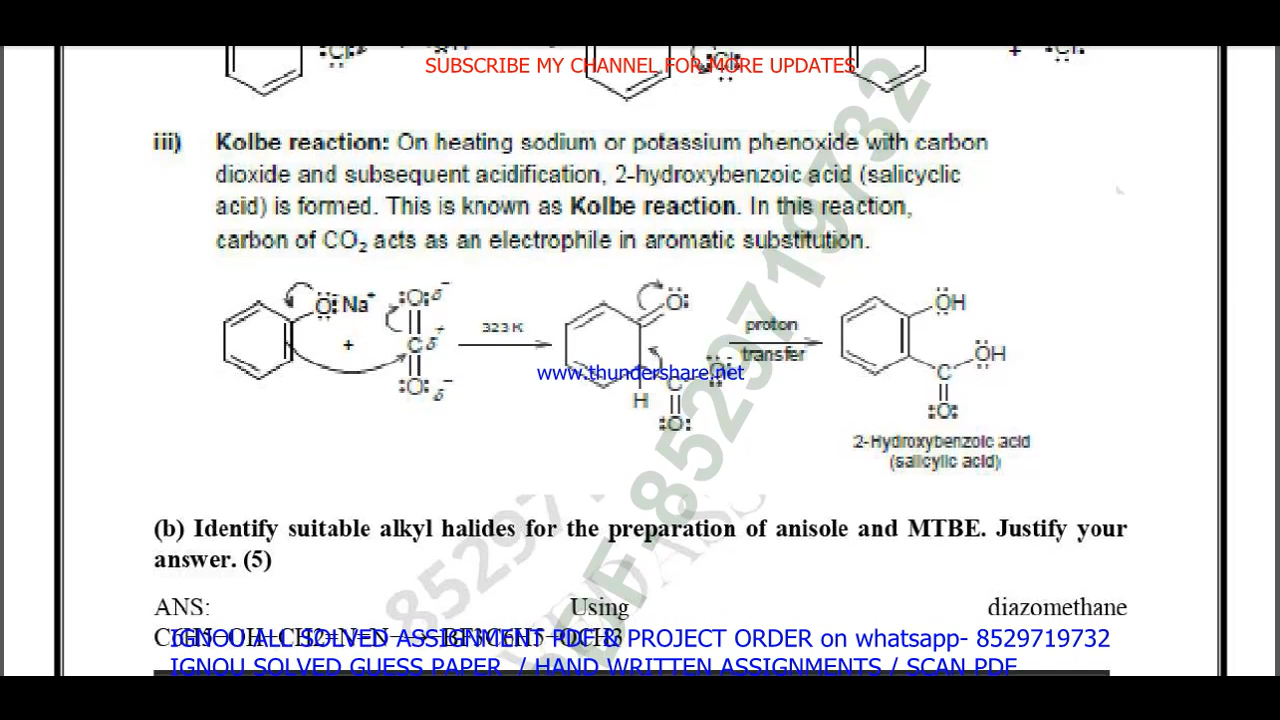 SUBSCRIBE MY CHANNEL FOR MORE UPDATES
iii) Kolbe reaction: On heating sodium or potassium phenoxide with carbon
dioxide and subsequent acidification, 2-hydroxybenzoic acid (salicyclic
acid) is formed. This is known as Kolbe reaction. In this reaction,
carbon of CO₂ acts as an electrophile in aromatic substitution.
O Na⁺ + O δ⁻ C δ⁺ O δ⁻ 323 K O H C O O proton transfer OH C OH O
www.thundershare.net
2-Hydroxybenzoic acid
(salicylic acid)
8529719732
(b) Identify suitable alkyl halides for the preparation of anisole and MTBE. Justify your
answer. (5)
ANS: Using diazomethane
IGNOU ALL SOLVED ASSIGNMENT PDF & PROJECT ORDER on whatsapp- 8529719732
IGNOU SOLVED GUESS PAPER / HAND WRITTEN ASSIGNMENTS / SCAN PDF